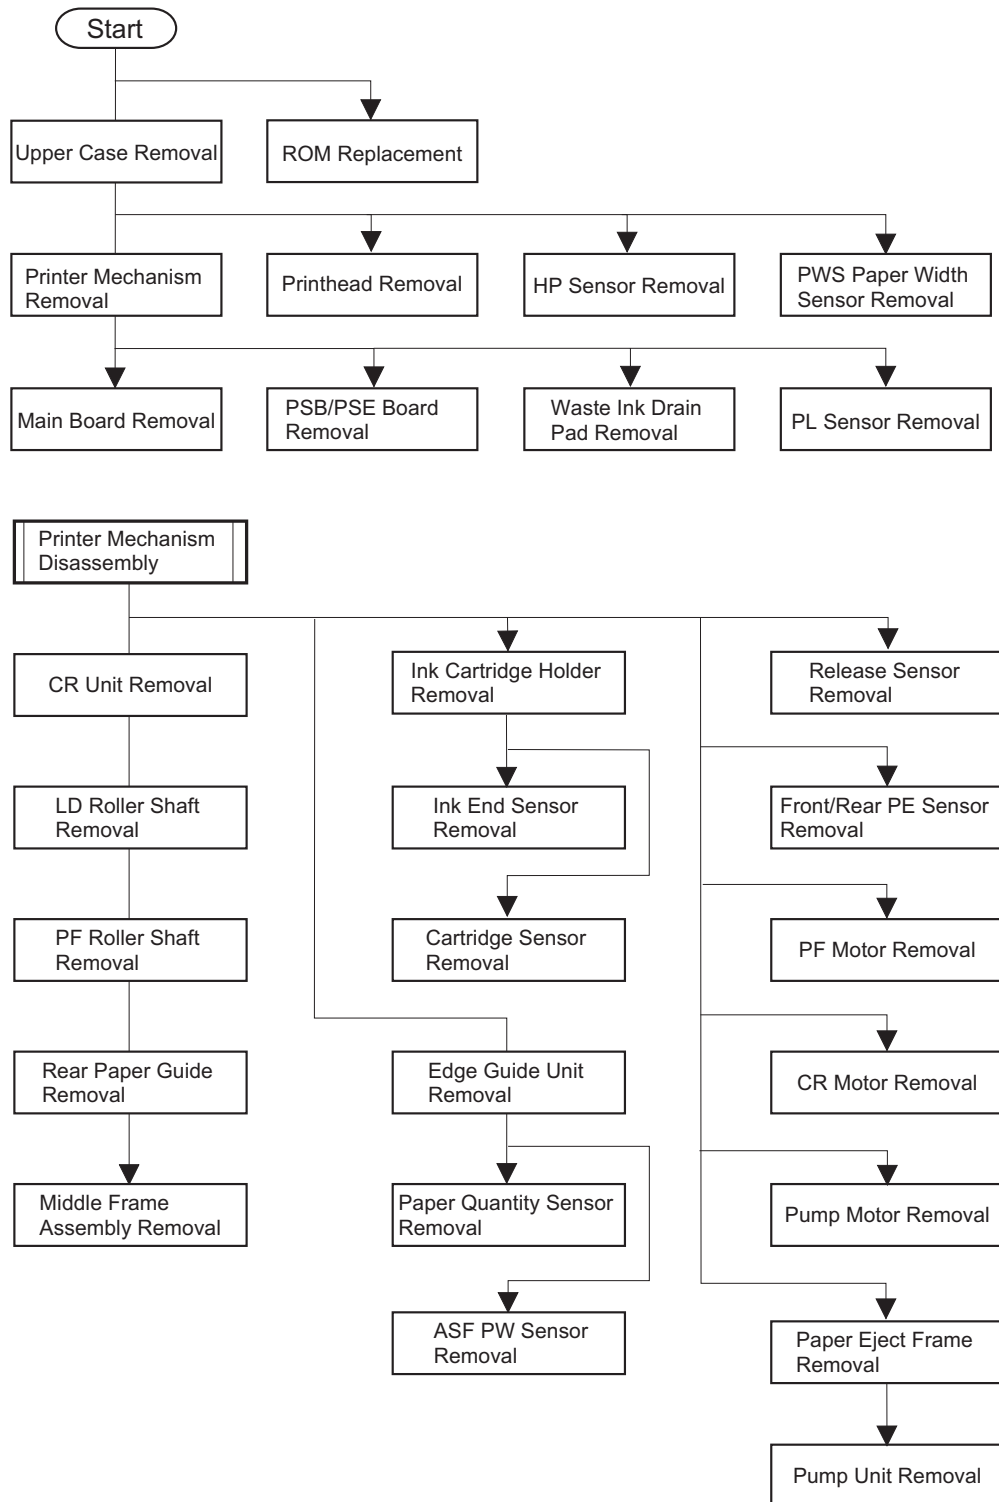 Start
Upper Case Removal
ROM Replacement
Printer Mechanism
Removal
Printhead Removal
HP Sensor Removal
PWS Paper Width
Sensor Removal
Main Board Removal
PSB/PSE Board
Removal
Waste Ink Drain
Pad Removal
PL Sensor Removal
Printer Mechanism
Disassembly
CR Unit Removal
Ink Cartridge Holder
Removal
Release Sensor
Removal
LD Roller Shaft
Removal
Ink End Sensor
Removal
Front/Rear PE Sensor
Removal
PF Roller Shaft
Removal
Cartridge Sensor
Removal
PF Motor Removal
Rear Paper Guide
Removal
Edge Guide Unit
Removal
CR Motor Removal
Middle Frame
Assembly Removal
Paper Quantity Sensor
Removal
Pump Motor Removal
ASF PW Sensor
Removal
Paper Eject Frame
Removal
Pump Unit Removal